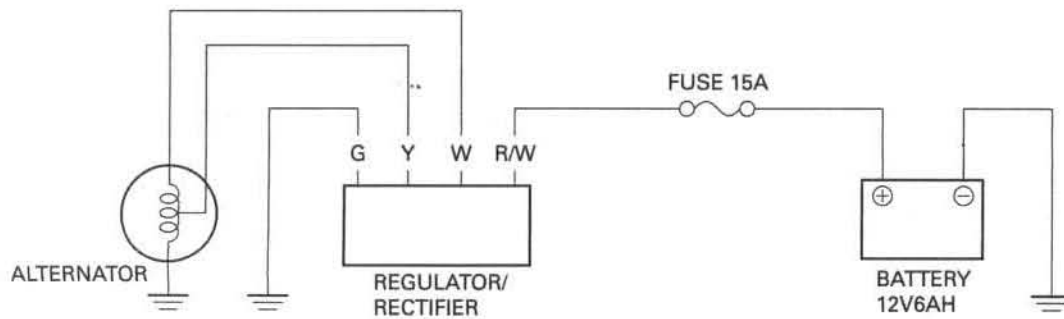 FUSE 15A
G Y W R/W
⊕ ⊖
ALTERNATOR
REGULATOR/
RECTIFIER
BATTERY
12V6AH